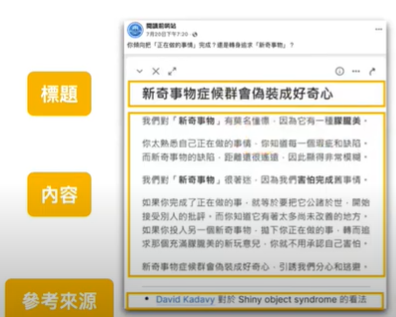 閱讀前哨站
7月20日下午7:20
你傾向把「正在做的事情」完成?還是轉身追求「新奇事物」?
標題
新奇事物症候群會偽裝成好奇心
內容
我們對「新奇事物」有莫名憧憬,因為它有一種朦朧美。
你太熟悉自己正在做的事情,你知道每一個瑕疵和缺陷。
而新奇事物的缺陷,距離還很遙遠,因此顯得非常模糊。
我們對「新奇事物」很著迷,因為我們害怕完成舊事情。
如果你完成了正在做的事,就等於要把它公諸於世,開始
接受別人的批評。而你知道它有著太多尚未改善的地方。
如果你投入另一個新奇事物,拋下你正在做的事,轉而追
求那個充滿朦朧美的新玩意兒,你就不用承認自己害怕。
新奇事物症候群會偽裝成好奇心,引誘我們分心和逃避。
參考來源
• David Kadavy 對於 Shiny object syndrome 的看法